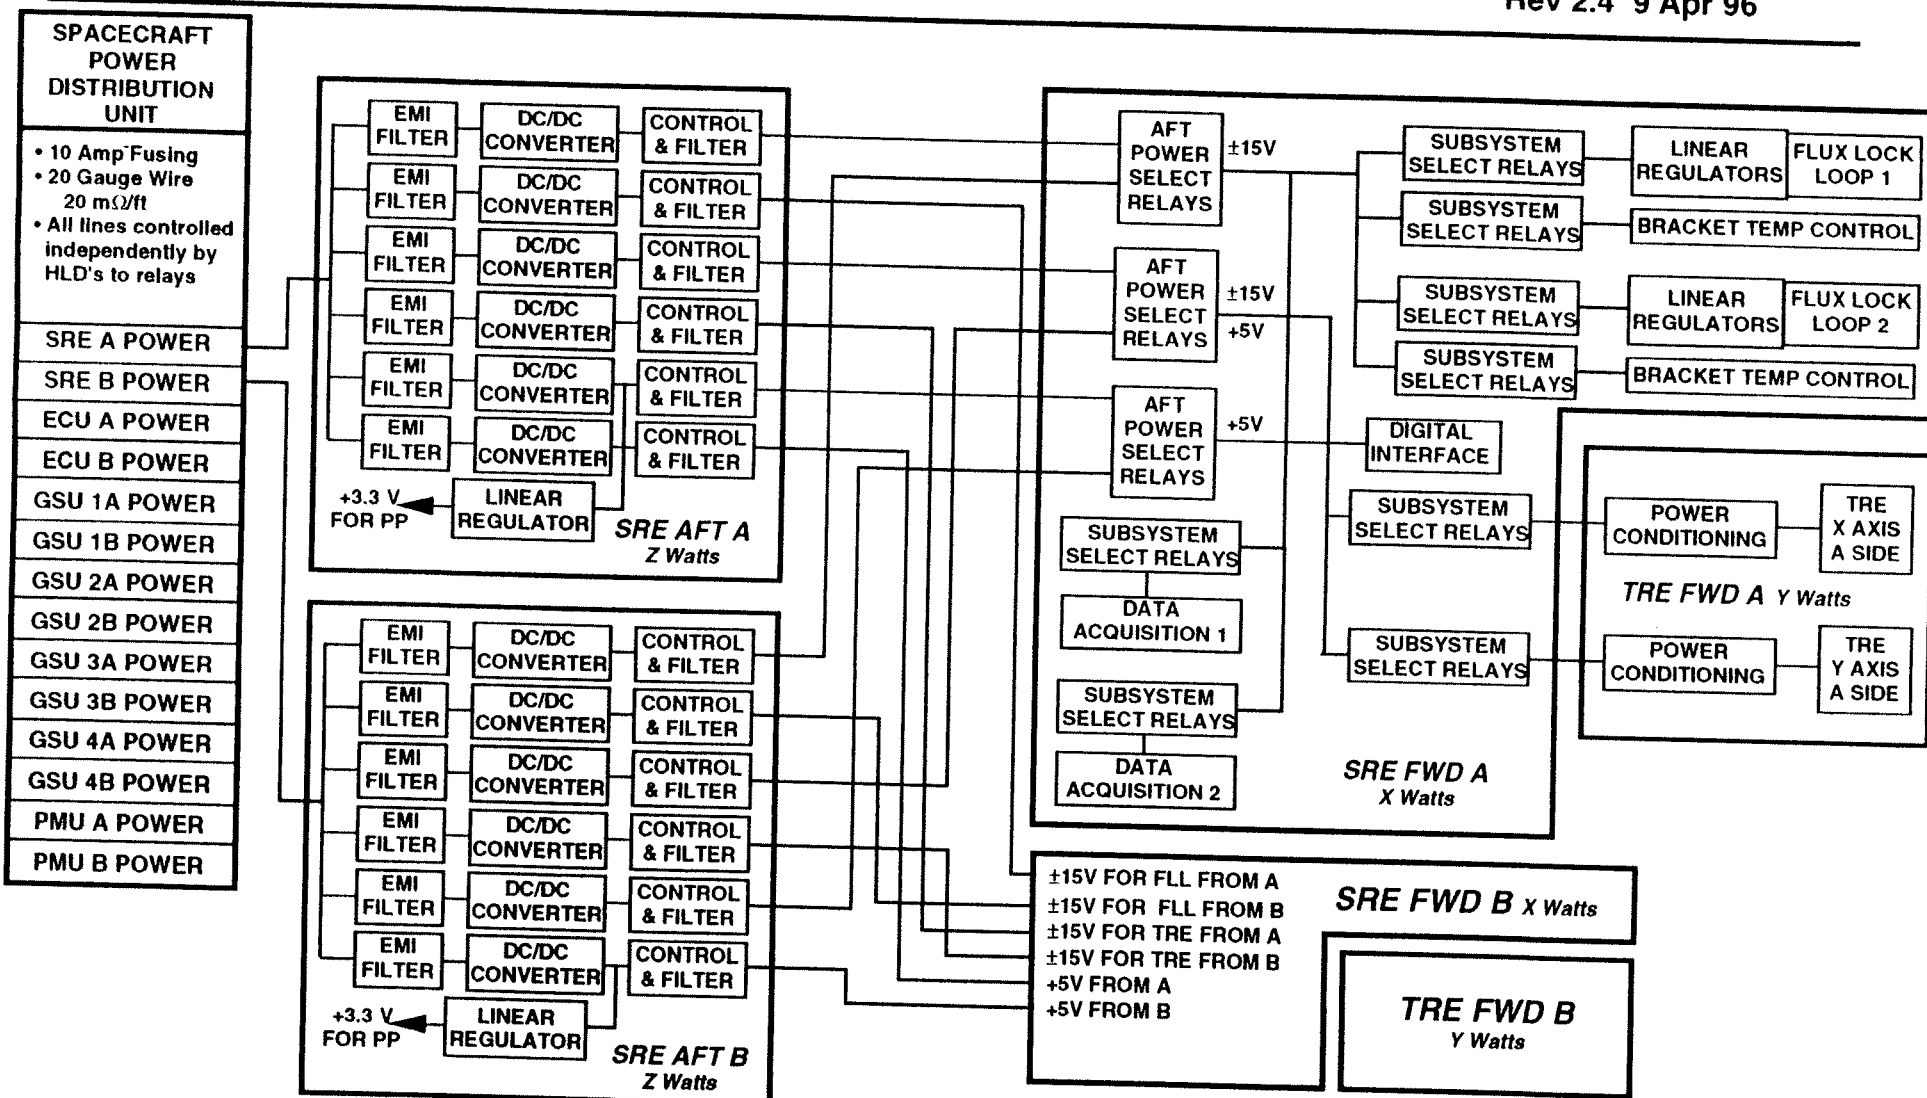 Rev 2.4 9 Apr 96
SPACECRAFT
POWER
DISTRIBUTION
UNIT
• 10 Amp Fusing
• 20 Gauge Wire
20 mΩ/ft
• All lines controlled
independently by
HLD's to relays
SRE A POWER
SRE B POWER
ECU A POWER
ECU B POWER
GSU 1A POWER
GSU 1B POWER
GSU 2A POWER
GSU 2B POWER
GSU 3A POWER
GSU 3B POWER
GSU 4A POWER
GSU 4B POWER
PMU A POWER
PMU B POWER
EMI
FILTER
DC/DC
CONVERTER
CONTROL
& FILTER
EMI
FILTER
DC/DC
CONVERTER
CONTROL
& FILTER
EMI
FILTER
DC/DC
CONVERTER
CONTROL
& FILTER
EMI
FILTER
DC/DC
CONVERTER
CONTROL
& FILTER
EMI
FILTER
DC/DC
CONVERTER
CONTROL
& FILTER
EMI
FILTER
DC/DC
CONVERTER
CONTROL
& FILTER
+3.3 V
FOR PP
LINEAR
REGULATOR
SRE AFT A
Z Watts
EMI
FILTER
DC/DC
CONVERTER
CONTROL
& FILTER
EMI
FILTER
DC/DC
CONVERTER
CONTROL
& FILTER
EMI
FILTER
DC/DC
CONVERTER
CONTROL
& FILTER
EMI
FILTER
DC/DC
CONVERTER
CONTROL
& FILTER
EMI
FILTER
DC/DC
CONVERTER
CONTROL
& FILTER
EMI
FILTER
DC/DC
CONVERTER
CONTROL
& FILTER
+3.3 V
FOR PP
LINEAR
REGULATOR
SRE AFT B
Z Watts
AFT
POWER
SELECT
RELAYS
±15V
AFT
POWER
SELECT
RELAYS
±15V
+5V
AFT
POWER
SELECT
RELAYS
+5V
SUBSYSTEM
SELECT RELAYS
LINEAR
REGULATORS
FLUX LOCK
LOOP 1
SUBSYSTEM
SELECT RELAYS
BRACKET TEMP CONTROL
SUBSYSTEM
SELECT RELAYS
LINEAR
REGULATORS
FLUX LOCK
LOOP 2
SUBSYSTEM
SELECT RELAYS
BRACKET TEMP CONTROL
DIGITAL
INTERFACE
SUBSYSTEM
SELECT RELAYS
DATA
ACQUISITION 1
SUBSYSTEM
SELECT RELAYS
DATA
ACQUISITION 2
SUBSYSTEM
SELECT RELAYS
POWER
CONDITIONING
TRE
X AXIS
A SIDE
TRE FWD A Y Watts
SUBSYSTEM
SELECT RELAYS
POWER
CONDITIONING
TRE
Y AXIS
A SIDE
SRE FWD A
X Watts
±15V FOR FLL FROM A
±15V FOR FLL FROM B
±15V FOR TRE FROM A
±15V FOR TRE FROM B
+5V FROM A
+5V FROM B
SRE FWD B X Watts
TRE FWD B
Y Watts